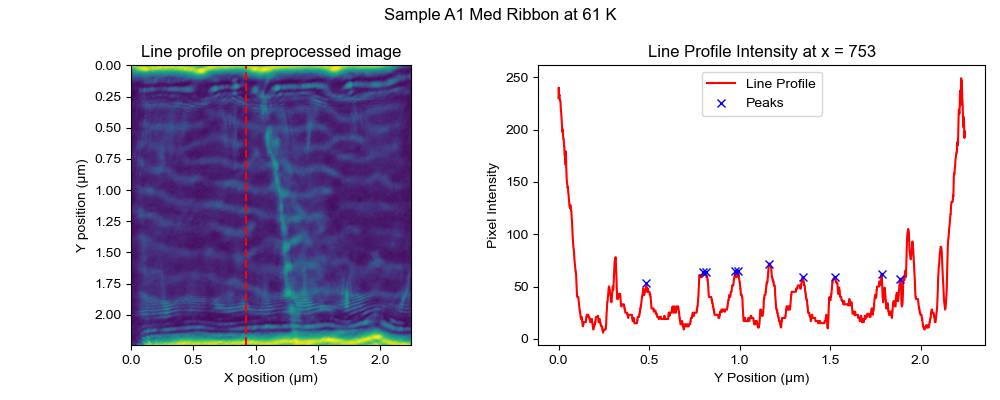 Sample A1 Med Ribbon at 61 K
Line profile on preprocessed image
Line Profile Intensity at x = 753
0.00
0.25
0.50
0.75
1.00
1.25
1.50
1.75
2.00
Y position (µm)
0.0
0.5
1.0
1.5
2.0
X position (µm)
250
200
150
100
50
0
Pixel Intensity
Line Profile
Peaks
0.0
0.5
1.0
1.5
2.0
Y Position (µm)